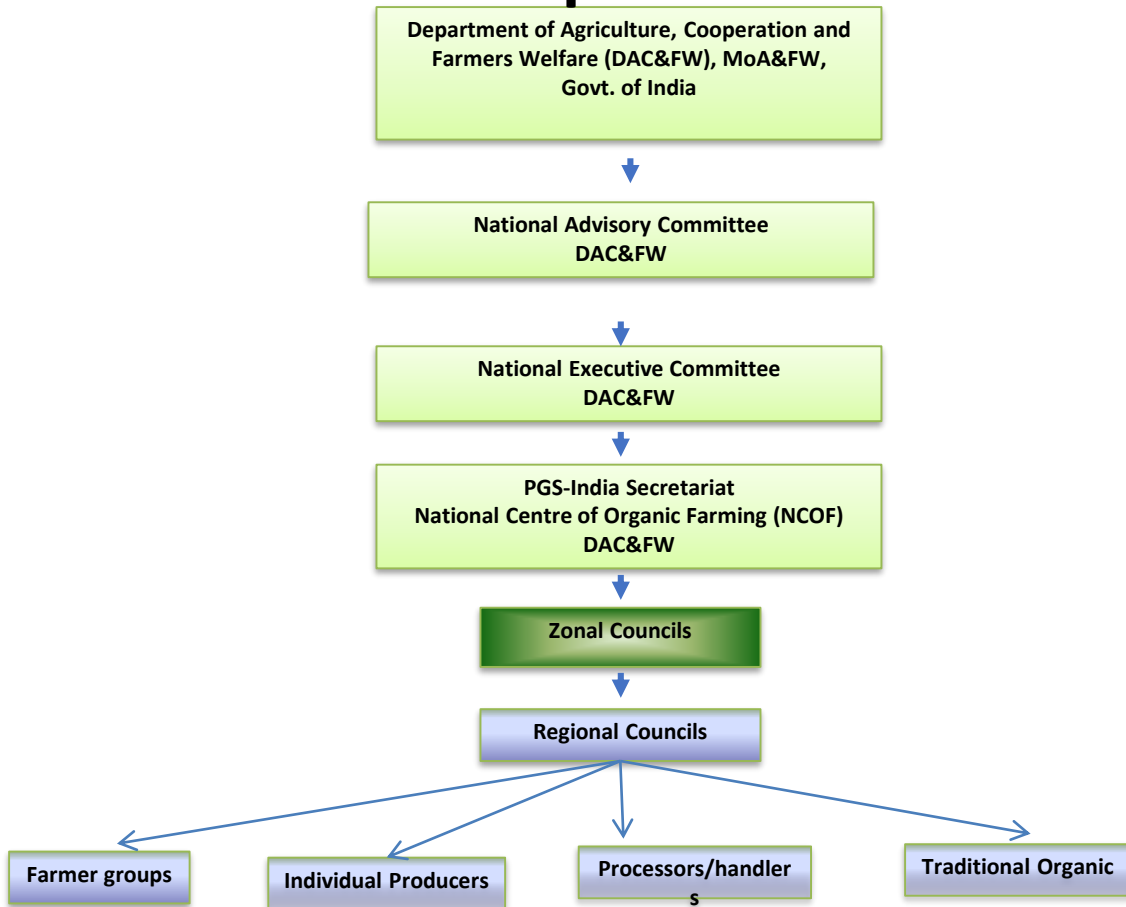 Department of Agriculture, Cooperation and
Farmers Welfare (DAC&FW), MoA&FW,
Govt. of India
National Advisory Committee
DAC&FW
National Executive Committee
DAC&FW
PGS-India Secretariat
National Centre of Organic Farming (NCOF)
DAC&FW
Zonal Councils
Regional Councils
Farmer groups
Individual Producers
Processors/handler
s
Traditional Organic